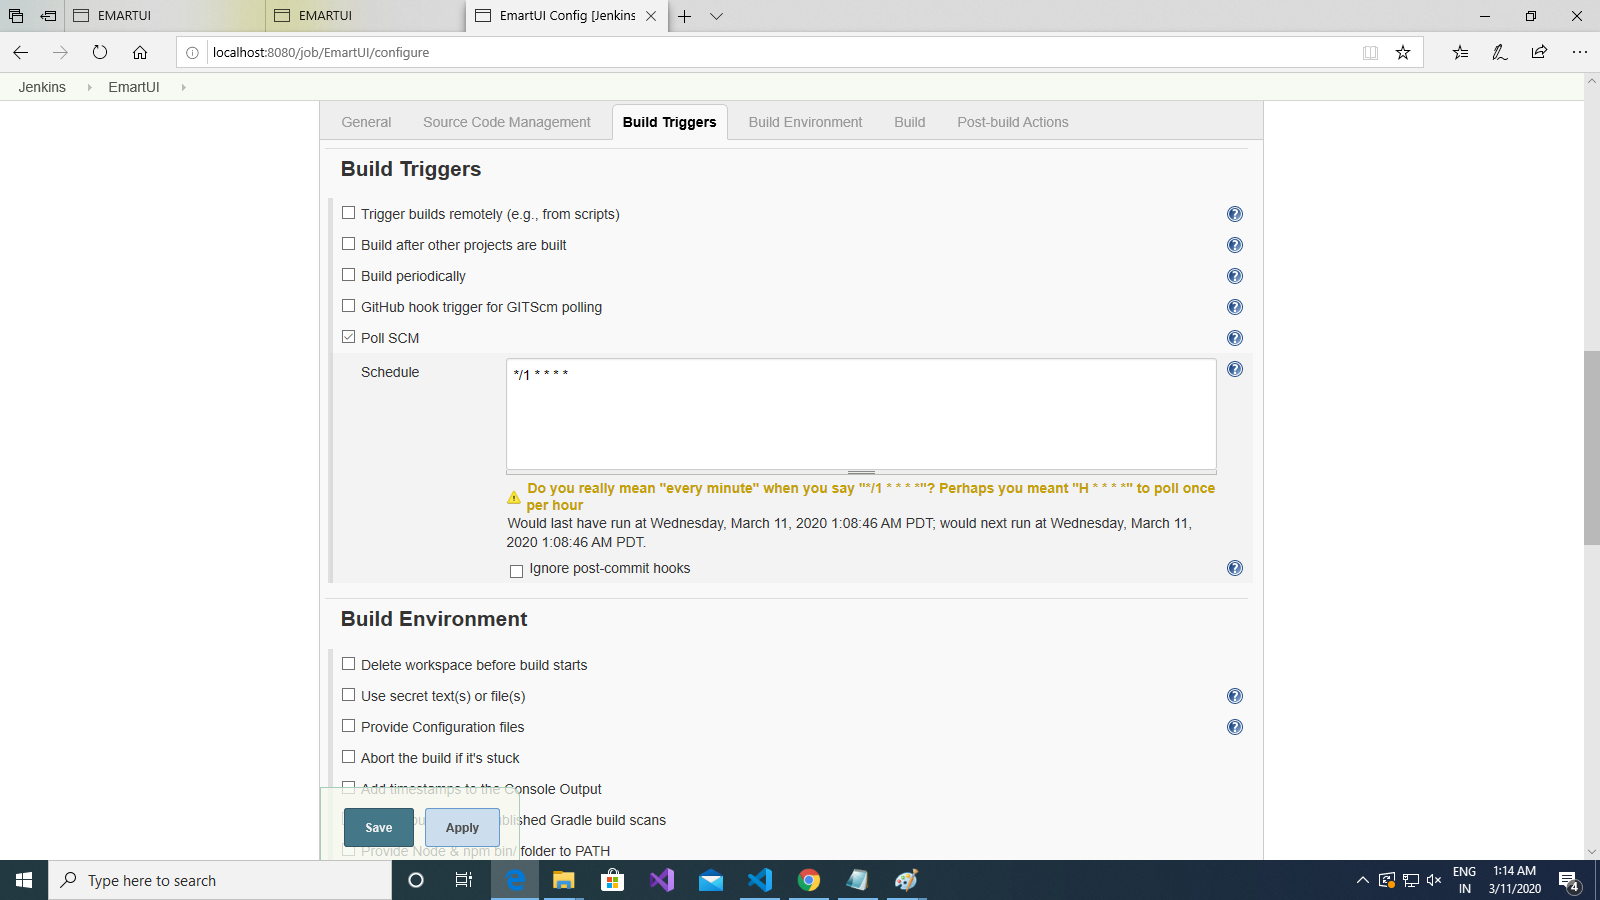 EMARTUI
EMARTUI
EmartUI Config [Jenkins
localhost:8080/job/EmartUI/configure
Jenkins
EmartUI
General
Source Code Management
Build Triggers
Build Environment
Build
Post-build Actions
Build Triggers
Trigger builds remotely (e.g., from scripts)
Build after other projects are built
Build periodically
GitHub hook trigger for GITScm polling
Poll SCM
Schedule
*/1 * * * *
Do you really mean "every minute" when you say "*/1 * * * *"? Perhaps you meant "H * * * *" to poll once
per hour
Would last have run at Wednesday, March 11, 2020 1:08:46 AM PDT; would next run at Wednesday, March 11,
2020 1:08:46 AM PDT.
Ignore post-commit hooks
Build Environment
Delete workspace before build starts
Use secret text(s) or file(s)
Provide Configuration files
Abort the build if it's stuck
Add timestamps to the Console Output
Gradle build scans
Provide Node & npm bin/ folder to PATH
Save
Apply
Type here to search
ENG
IN
1:14 AM
3/11/2020
4